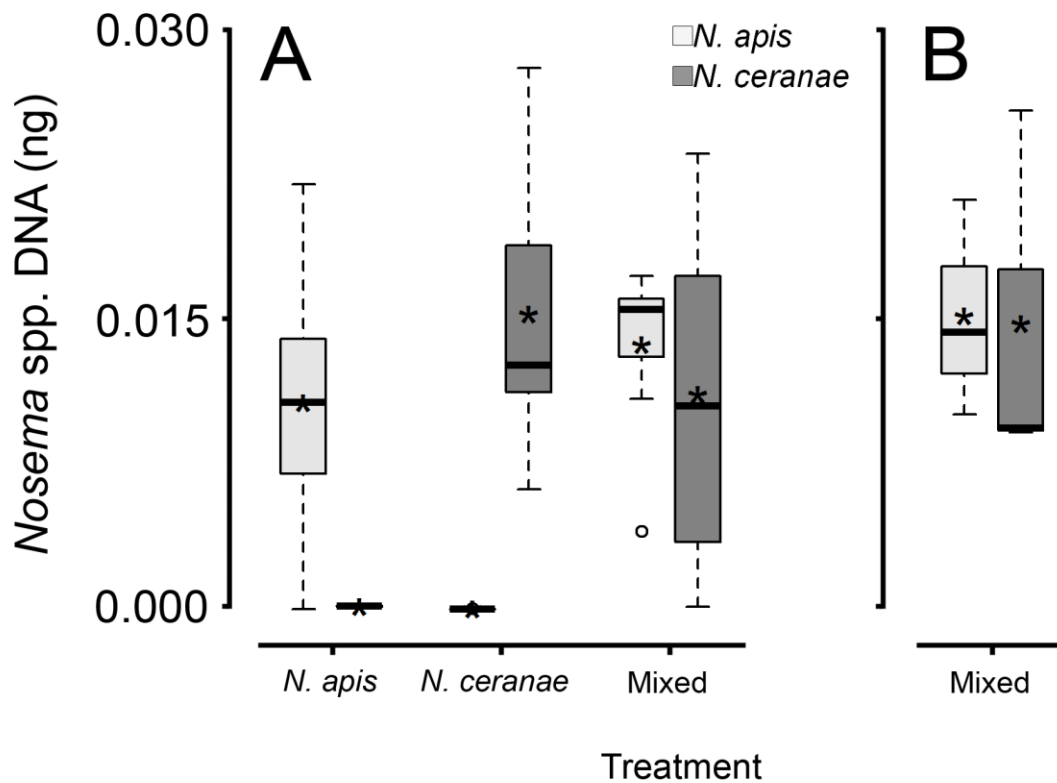 A
B
N. apis
N. ceranae
Nosema spp. DNA (ng)
0.030
0.015
0.000
N. apis
N. ceranae
Mixed
Mixed
Treatment